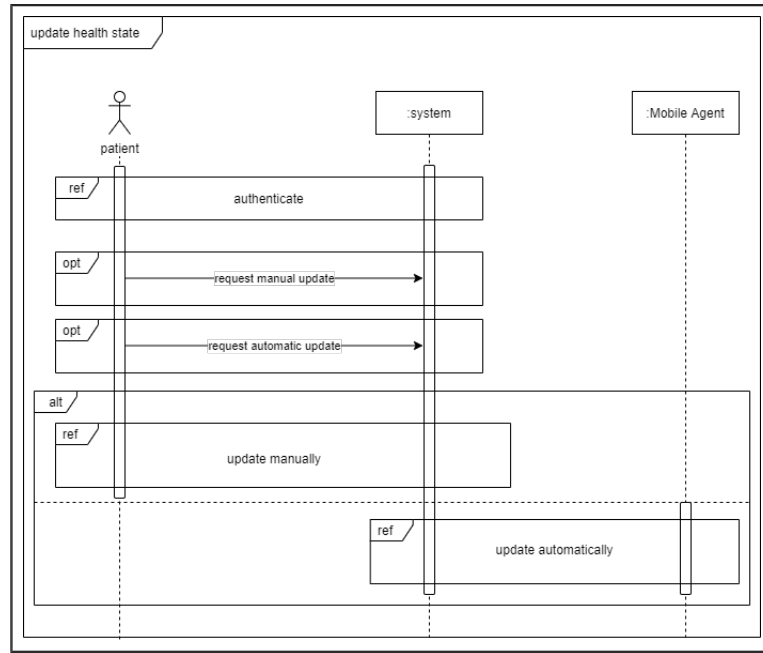 update health state
:system
:Mobile Agent
patient
ref
authenticate
opt
request manual update
opt
request automatic update
alt
ref
update manually
ref
update automatically